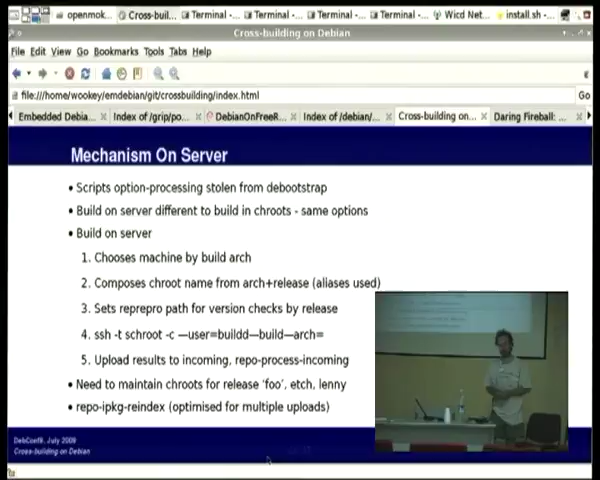 openmok...
Cross-buil...
Terminal -...
Terminal -...
Terminal -...
Terminal -...
Wicd Net...
install.sh -...
Cross-building on Debian
File Edit View Go Bookmarks Tools Tabs Help
file:///home/wookey/emdebian/git/crossbuilding/index.html
Go
Embedded Debia...
Index of /grip/po...
DebianOnFreeR...
Index of /debian/...
Cross-building on...
Daring Fireball: ...
Mechanism On Server
• Scripts option-processing stolen from debootstrap
• Build on server different to build in chroots - same options
• Build on server
1. Chooses machine by build arch
2. Composes chroot name from arch+release (aliases used)
3. Sets reprepro path for version checks by release
4. ssh -t schroot -c —user=buildd—build—arch=
5. Upload results to incoming, repo-process-incoming
• Need to maintain chroots for release 'foo', etch, lenny
• repo-ipkg-reindex (optimised for multiple uploads)
DebConf9, July 2009
Cross-building on Debian